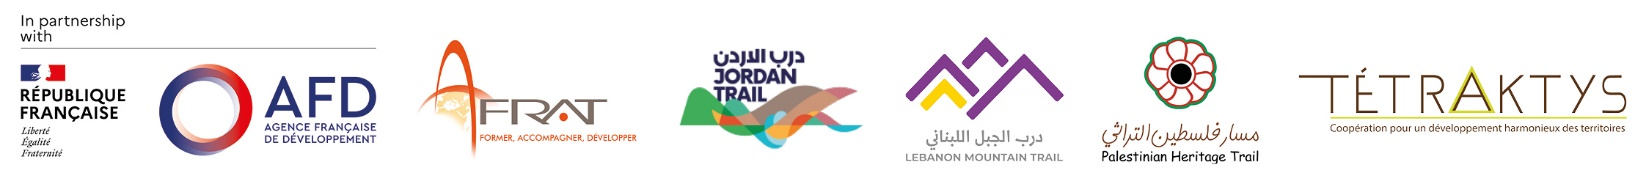 In partnership
with
RÉPUBLIQUE
FRANÇAISE
Liberté
Égalité
Fraternité
AFD
AGENCE FRANÇAISE
DE DÉVELOPPEMENT
AFRAT
FORMER, ACCOMPAGNER, DÉVELOPPER
درب الاردن
JORDAN
TRAIL
درب الجبل اللبناني
LEBANON MOUNTAIN TRAIL
مسار فلسطين التراثي
Palestinian Heritage Trail
TÉTRAKTYS
Coopération pour un développement harmonieux des territoires